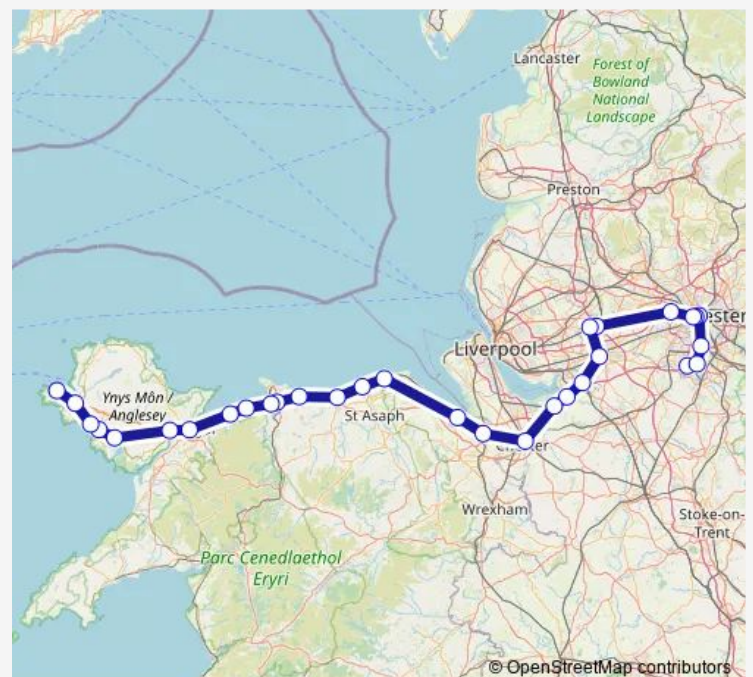 Lancaster
Forest of
Bowland
National
Landscape
Preston
ester
Liverpool
Ynys Môn /
Anglesey
St Asaph
Wrexham
Stoke-on-
Trent
Parc Cenedlaethol
Eryri
© OpenStreetMap contributors